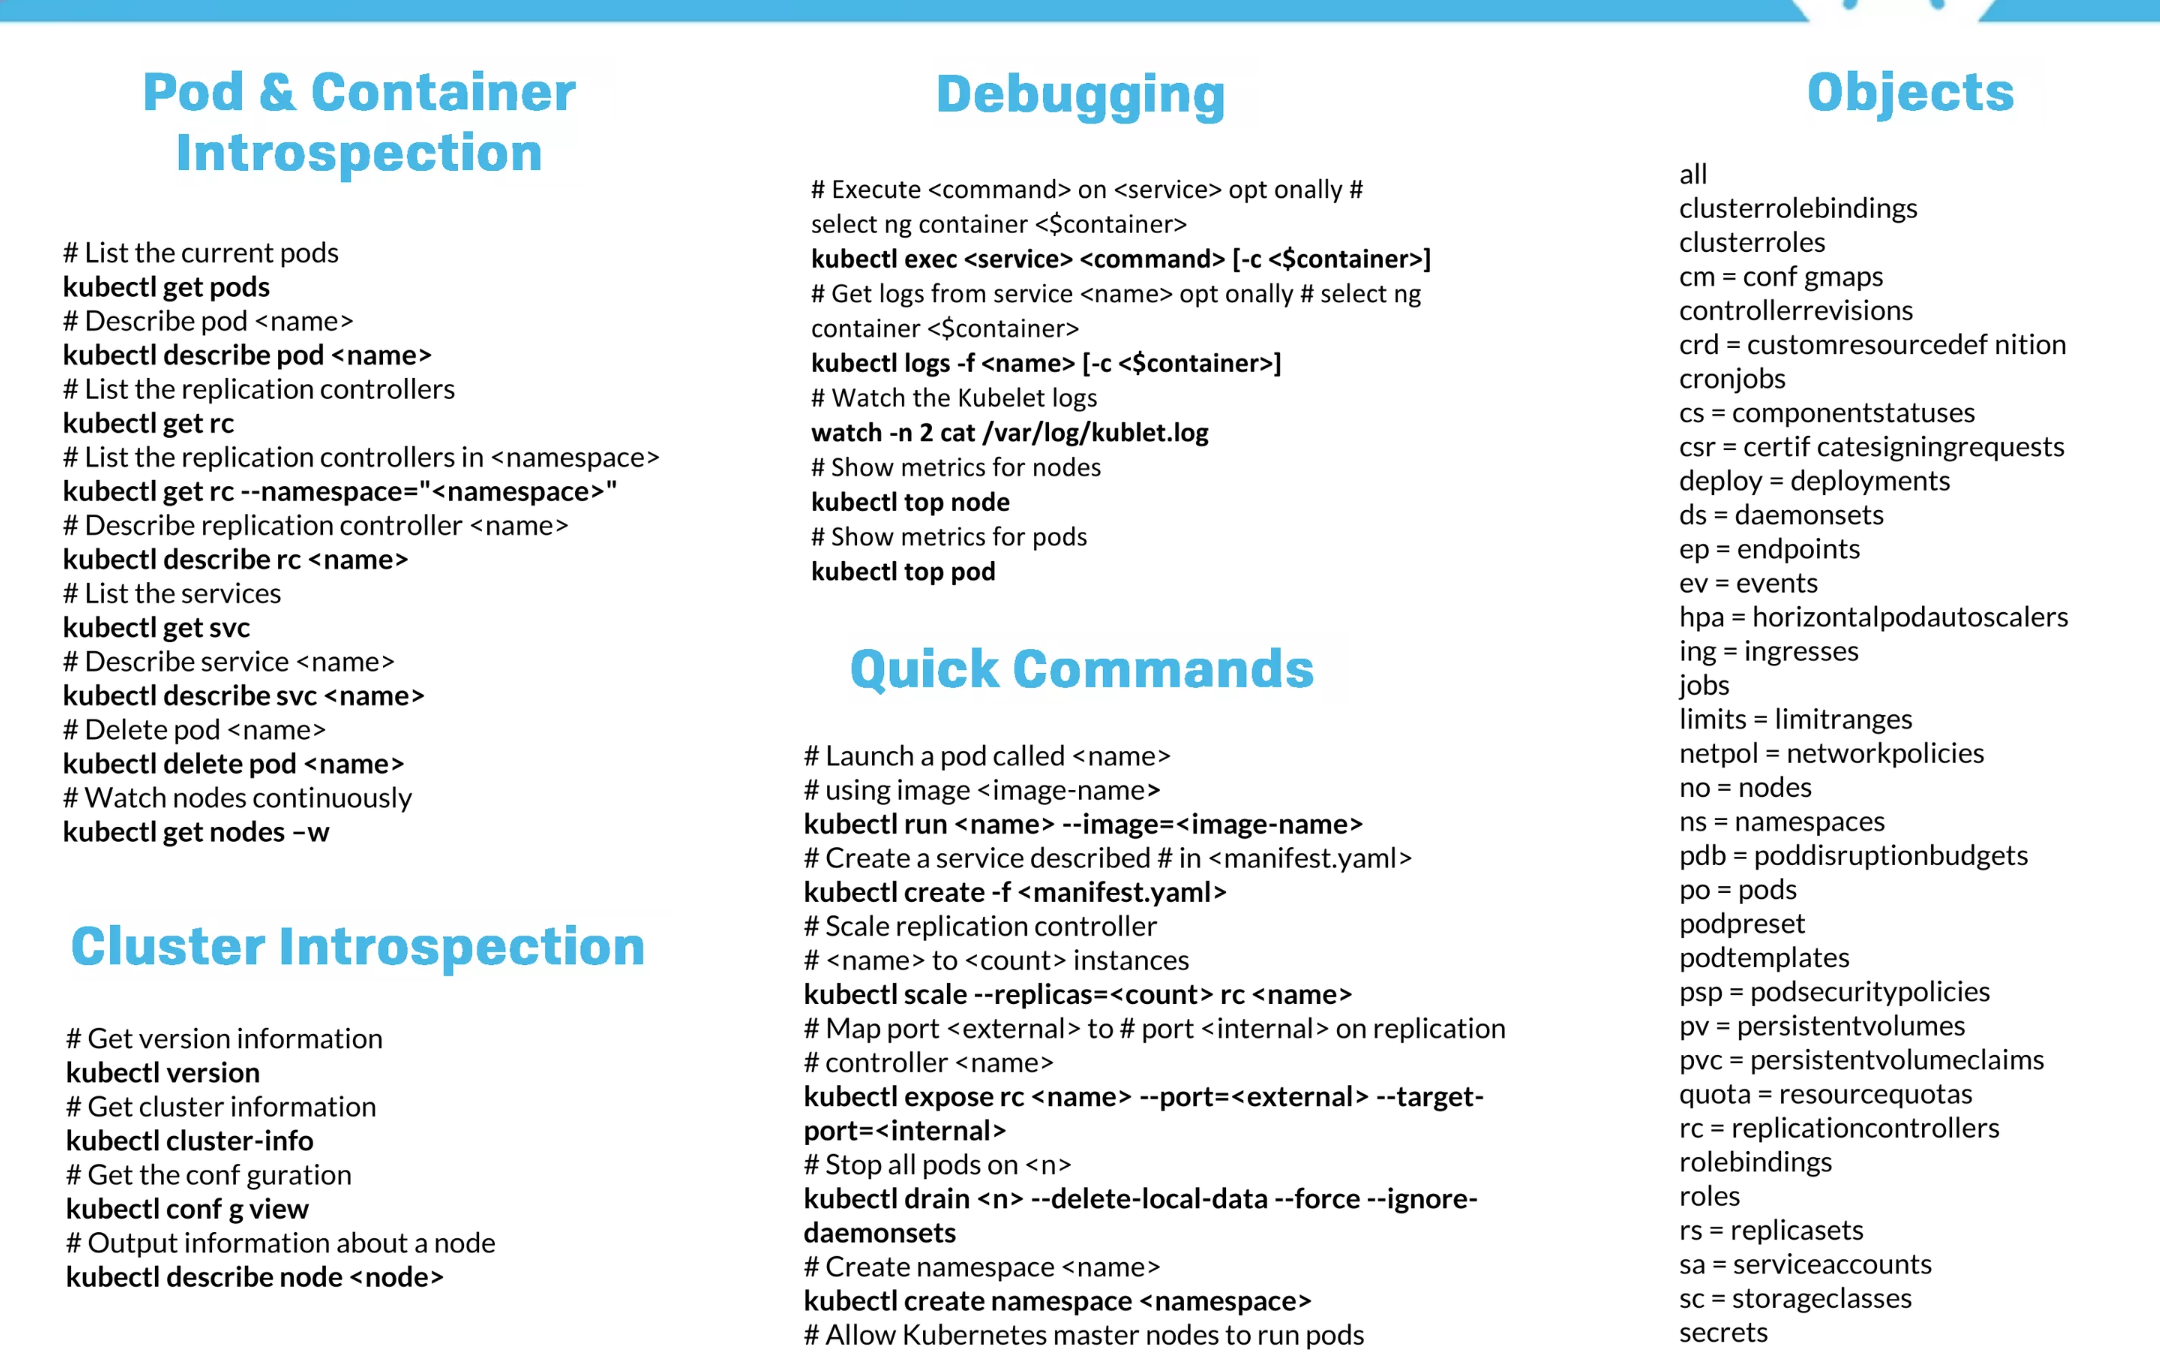 Pod & Container
Introspection
# List the current pods
kubectl get pods
# Describe pod <name>
kubectl describe pod <name>
# List the replication controllers
kubectl get rc
# List the replication controllers in <namespace>
kubectl get rc --namespace="<namespace>"
# Describe replication controller <name>
kubectl describe rc <name>
# List the services
kubectl get svc
# Describe service <name>
kubectl describe svc <name>
# Delete pod <name>
kubectl delete pod <name>
# Watch nodes continuously
kubectl get nodes –w
Cluster Introspection
# Get version information
kubectl version
# Get cluster information
kubectl cluster-info
# Get the conf guration
kubectl conf g view
# Output information about a node
kubectl describe node <node>
Debugging
# Execute <command> on <service> opt onally #
select ng container <$container>
kubectl exec <service> <command> [-c <$container>]
# Get logs from service <name> opt onally # select ng
container <$container>
kubectl logs -f <name> [-c <$container>]
# Watch the Kubelet logs
watch -n 2 cat /var/log/kublet.log
# Show metrics for nodes
kubectl top node
# Show metrics for pods
kubectl top pod
Quick Commands
# Launch a pod called <name>
# using image <image-name>
kubectl run <name> --image=<image-name>
# Create a service described # in <manifest.yaml>
kubectl create -f <manifest.yaml>
# Scale replication controller
# <name> to <count> instances
kubectl scale --replicas=<count> rc <name>
# Map port <external> to # port <internal> on replication
# controller <name>
kubectl expose rc <name> --port=<external> --target-
port=<internal>
# Stop all pods on <n>
kubectl drain <n> --delete-local-data --force --ignore-
daemonsets
# Create namespace <name>
kubectl create namespace <namespace>
# Allow Kubernetes master nodes to run pods
Objects
all
clusterrolebindings
clusterroles
cm = conf gmaps
controllerrevisions
crd = customresourcedef nition
cronjobs
cs = componentstatuses
csr = certif catesigningrequests
deploy = deployments
ds = daemonsets
ep = endpoints
ev = events
hpa = horizontalpodautoscalers
ing = ingresses
jobs
limits = limitranges
netpol = networkpolicies
no = nodes
ns = namespaces
pdb = poddisruptionbudgets
po = pods
podpreset
podtemplates
psp = podsecuritypolicies
pv = persistentvolumes
pvc = persistentvolumeclaims
quota = resourcequotas
rc = replicationcontrollers
rolebindings
roles
rs = replicasets
sa = serviceaccounts
sc = storageclasses
secrets